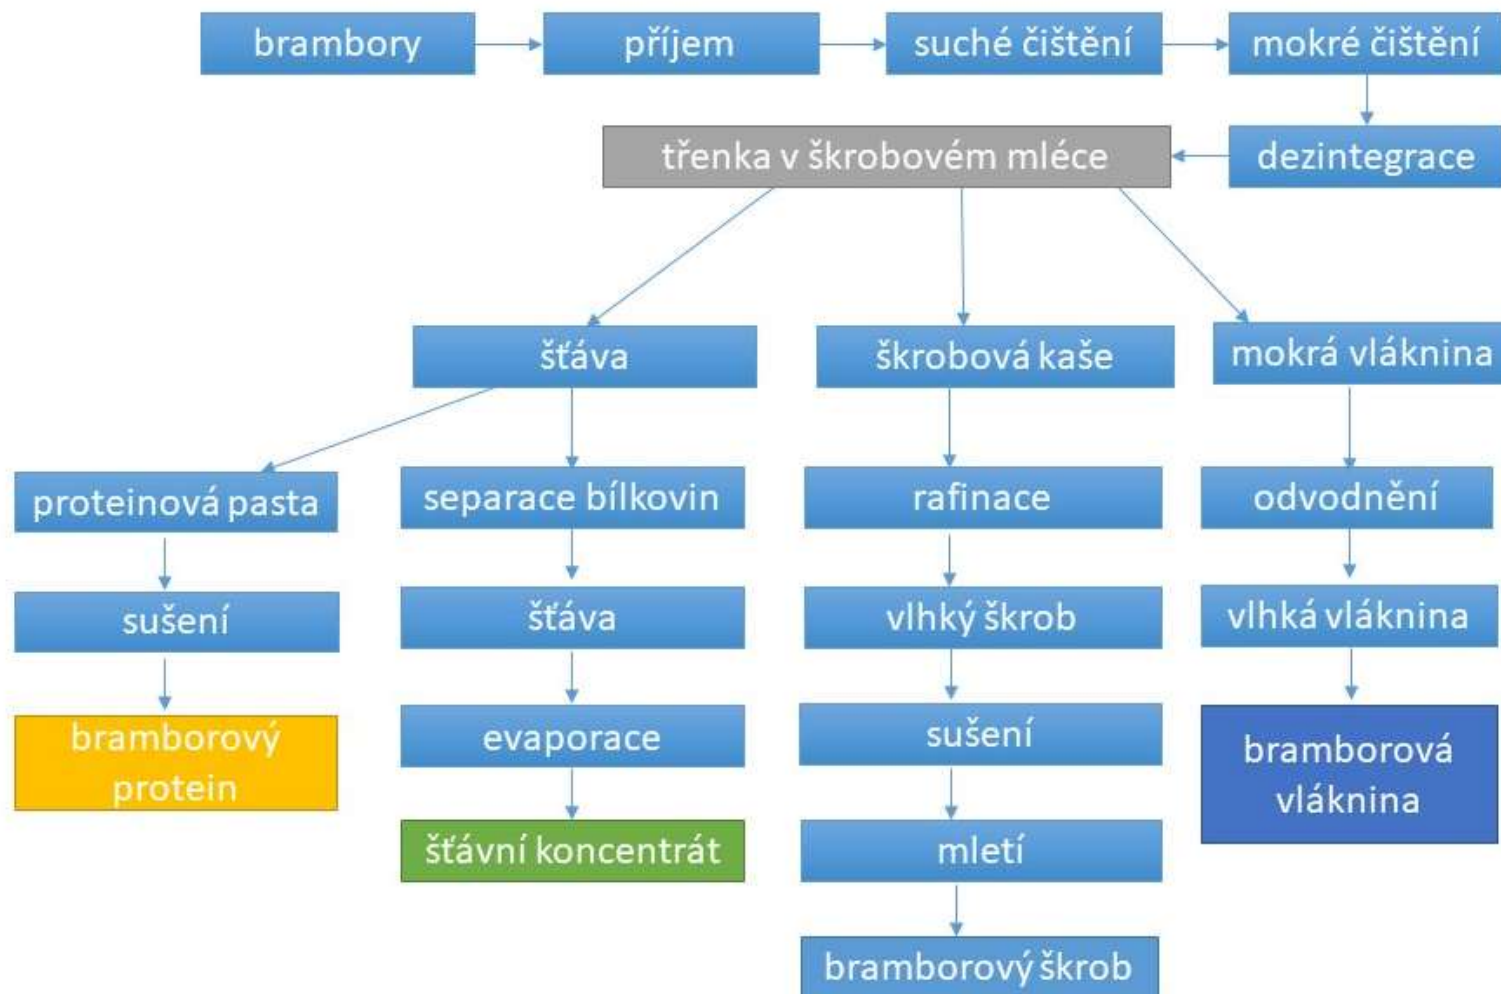 brambory
příjem
suché čištění
mokré čištění
třenka v škrobovém mléce
dezintegrace
šťáva
škrobová kaše
mokrá vláknina
proteinová pasta
separace bílkovin
rafinace
odvodnění
sušení
šťáva
vlhký škrob
vlhká vláknina
bramborový
protein
evaporace
sušení
bramborová
vláknina
šťávní koncentrát
mletí
bramborový škrob